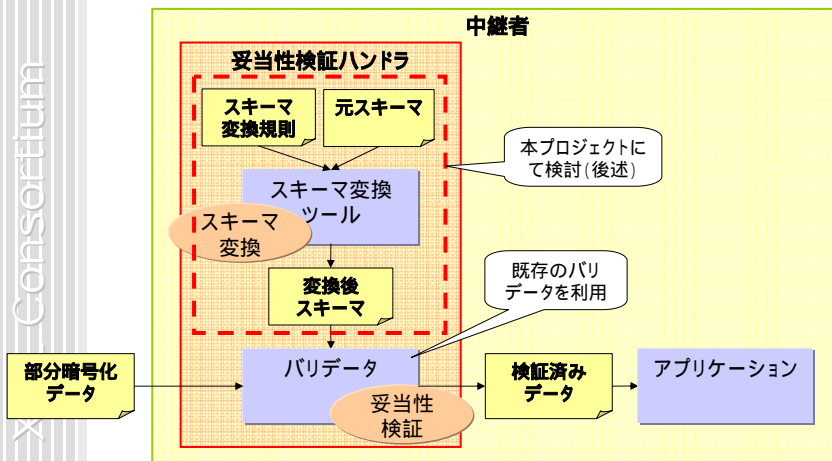 中継者
妥当性検証ハンドラ
スキーマ
変換規則
元スキーマ
本プロジェクトに
て検討(後述)
スキーマ変換
ツール
スキーマ
変換
変換後
スキーマ
既存のバリ
データを利用
部分暗号化
データ
バリデータ
妥当性
検証
検証済み
データ
アプリケーション
Consortium